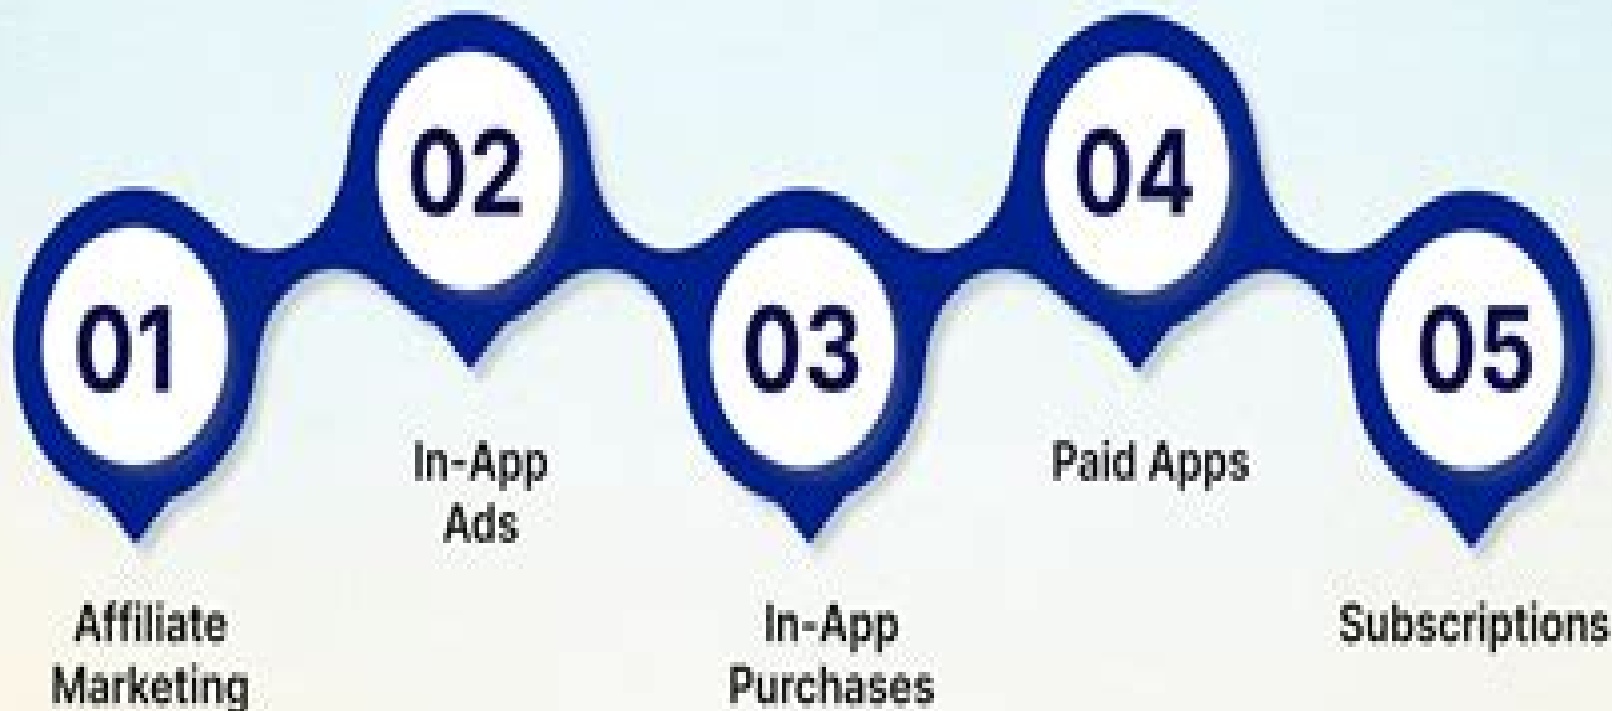 01
Affiliate
Marketing
02
In-App
Ads
03
In-App
Purchases
04
Paid Apps
05
Subscriptions